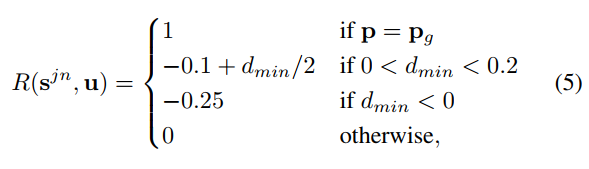 R(s^{jn}, u) = { 1 if p = p_g
−0.1 + d_{min}/2 if 0 < d_{min} < 0.2
−0.25 if d_{min} < 0
0 otherwise, (5)